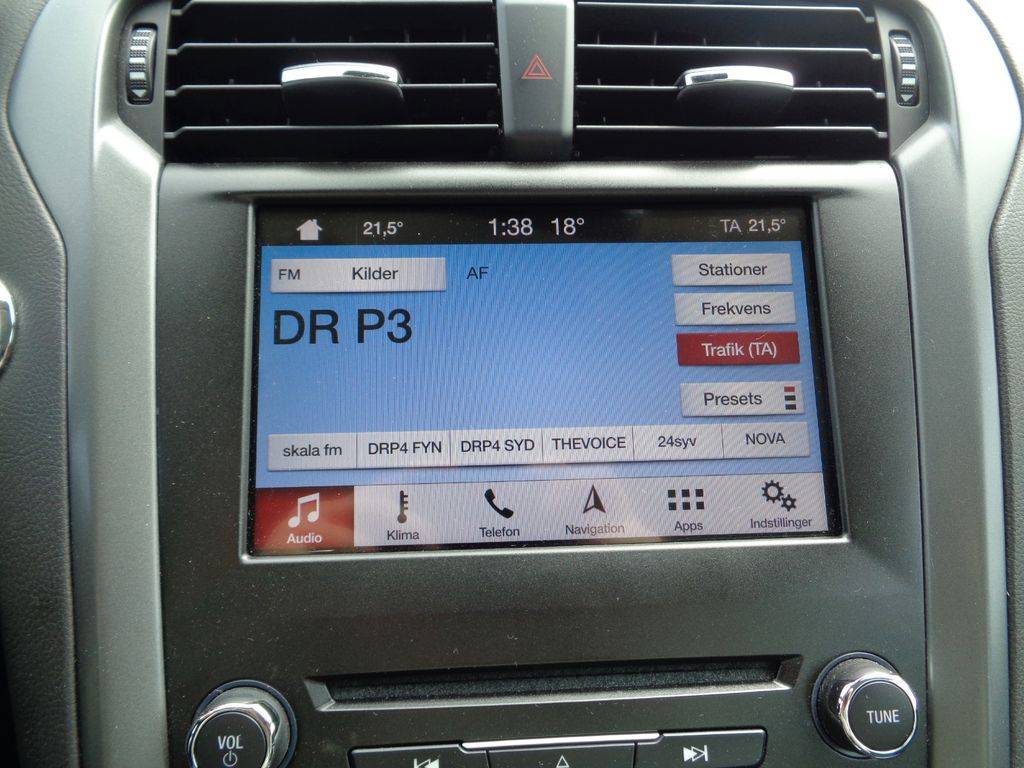 21,5° 1:38 18° TA 21,5°
FM Kilder AF Stationer
Frekvens
DR P3
Trafik (TA)
Presets
skala fm DRP4 FYN DRP4 SYD THEVOICE 24syv NOVA
Audio Klima Telefon Navigation Apps Indstillinger
VOL TUNE